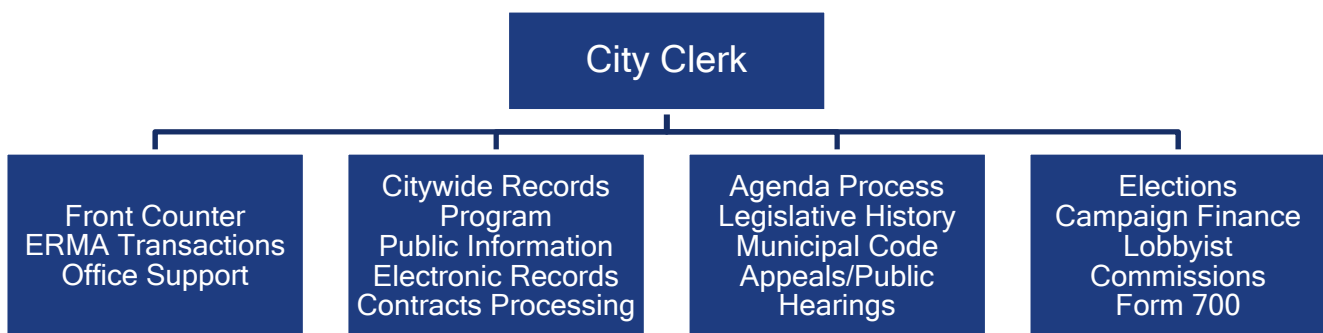 City Clerk
Front Counter
ERMA Transactions
Office Support
Citywide Records
Program
Public Information
Electronic Records
Contracts Processing
Agenda Process
Legislative History
Municipal Code
Appeals/Public
Hearings
Elections
Campaign Finance
Lobbyist
Commissions
Form 700